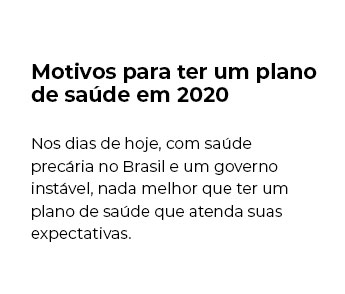 Motivos para ter um plano
de saúde em 2020
Nos dias de hoje, com saúde
precária no Brasil e um governo
instável, nada melhor que ter um
plano de saúde que atenda suas
expectativas.